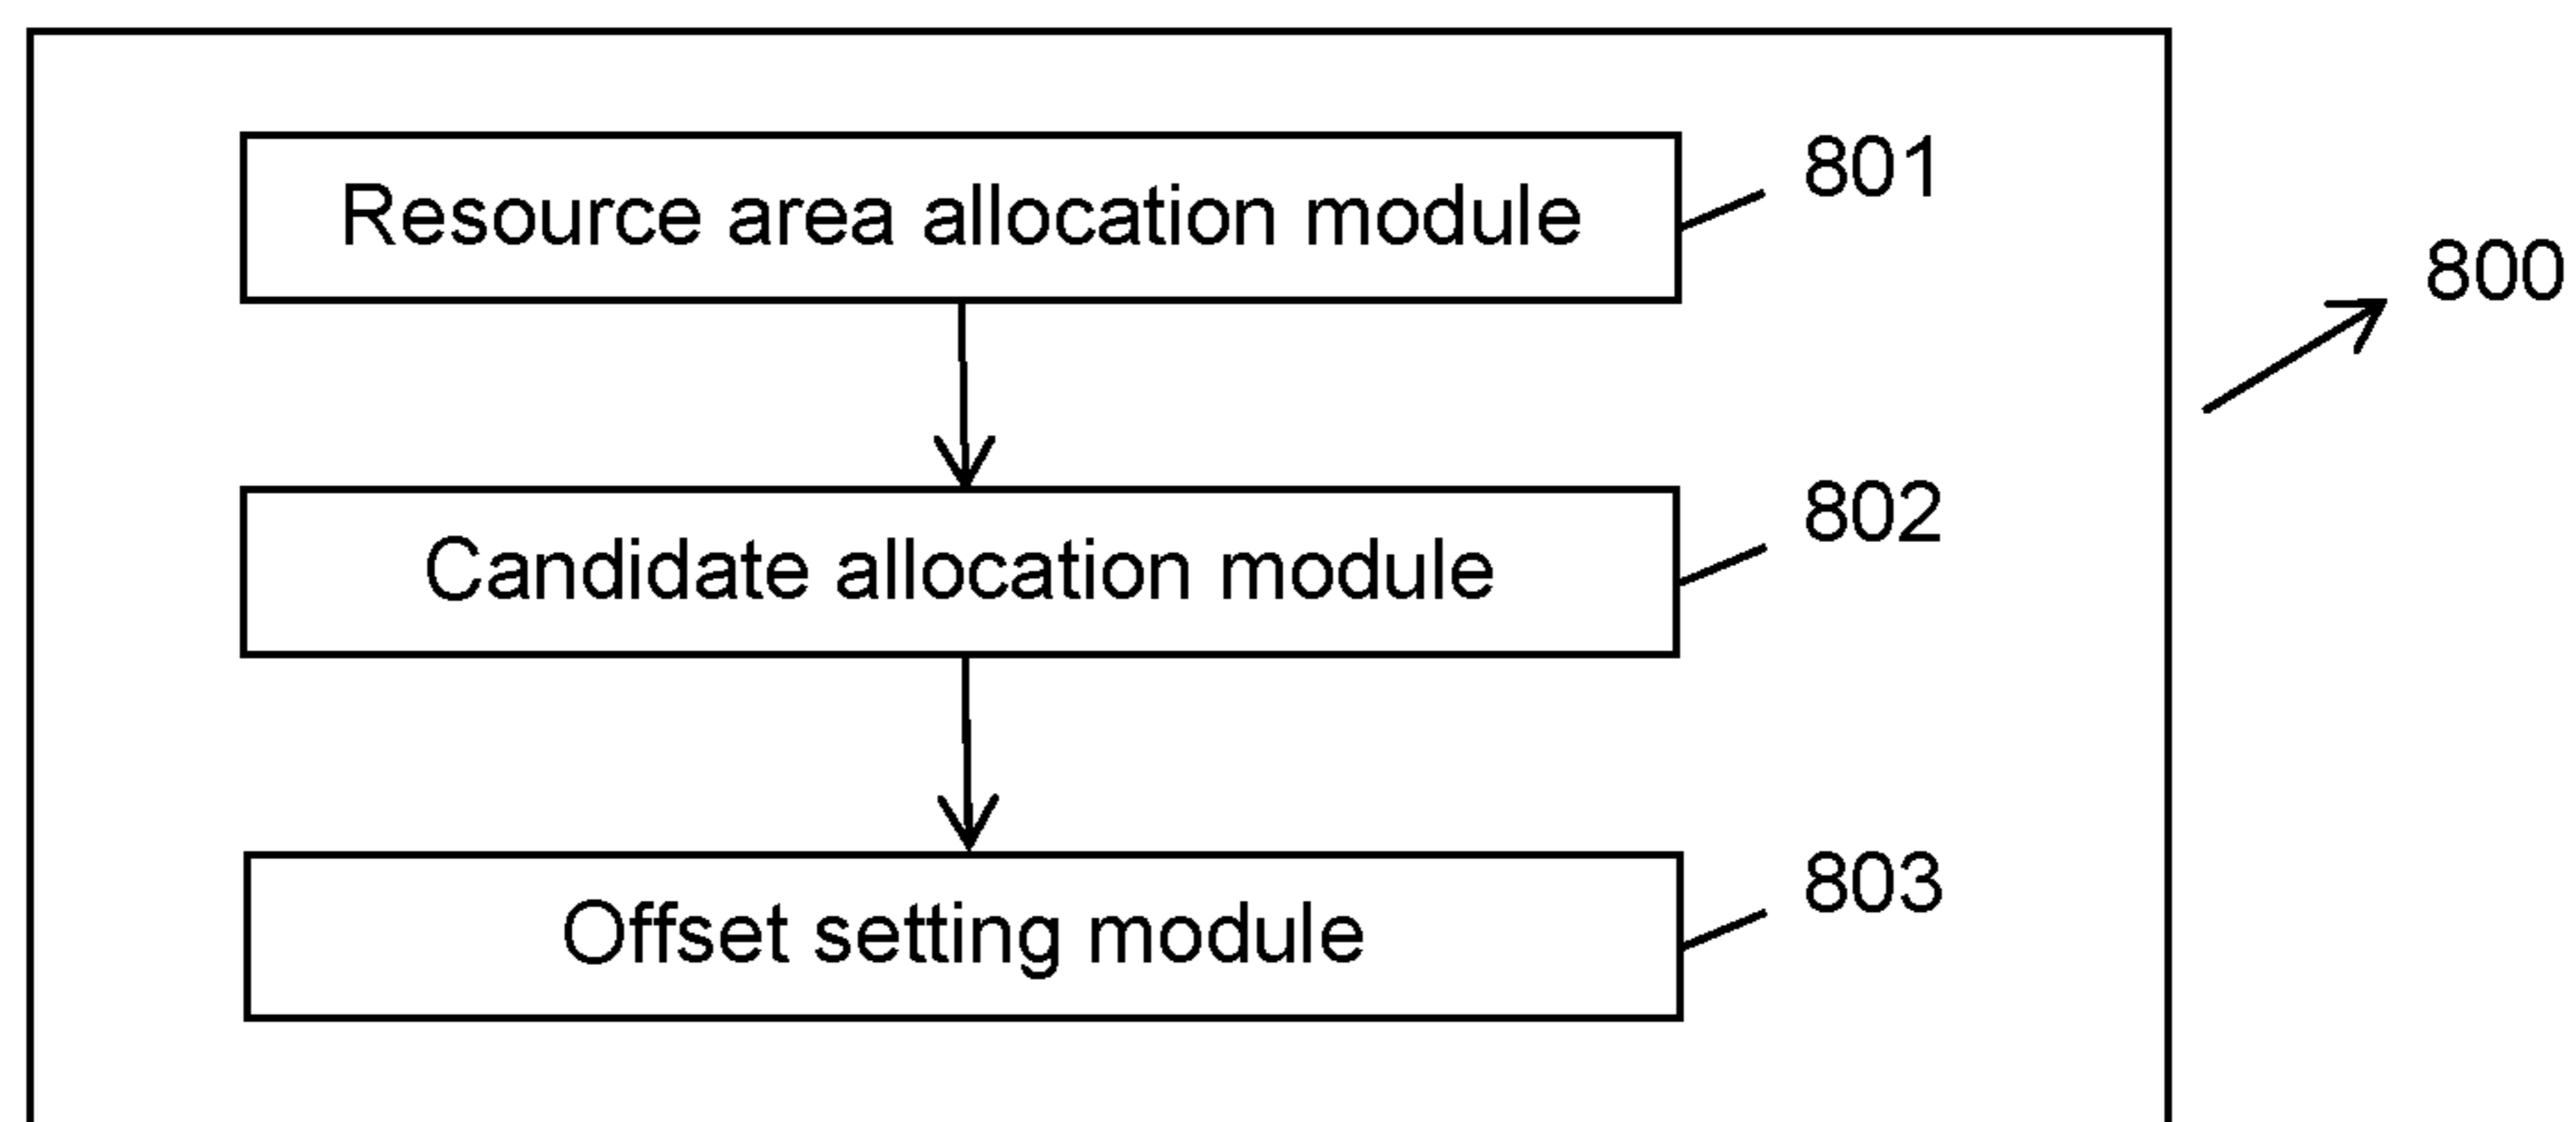 Resource area allocation module
801
800
Candidate allocation module
802
Offset setting module
803